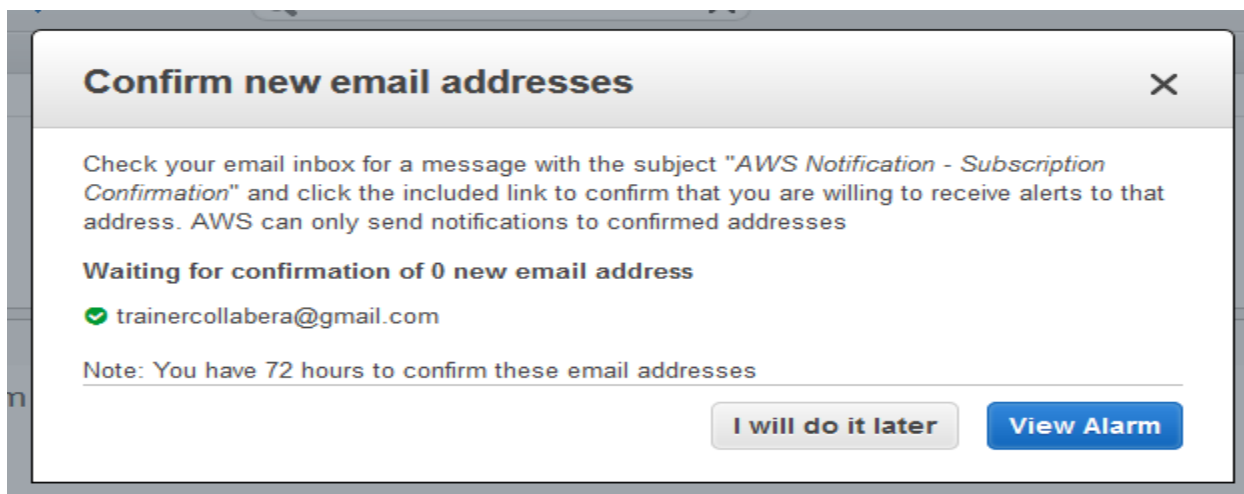 Confirm new email addresses
Check your email inbox for a message with the subject "AWS Notification - Subscription
Confirmation" and click the included link to confirm that you are willing to receive alerts to that
address. AWS can only send notifications to confirmed addresses
Waiting for confirmation of 0 new email address
trainercollabera@gmail.com
Note: You have 72 hours to confirm these email addresses
I will do it later View Alarm